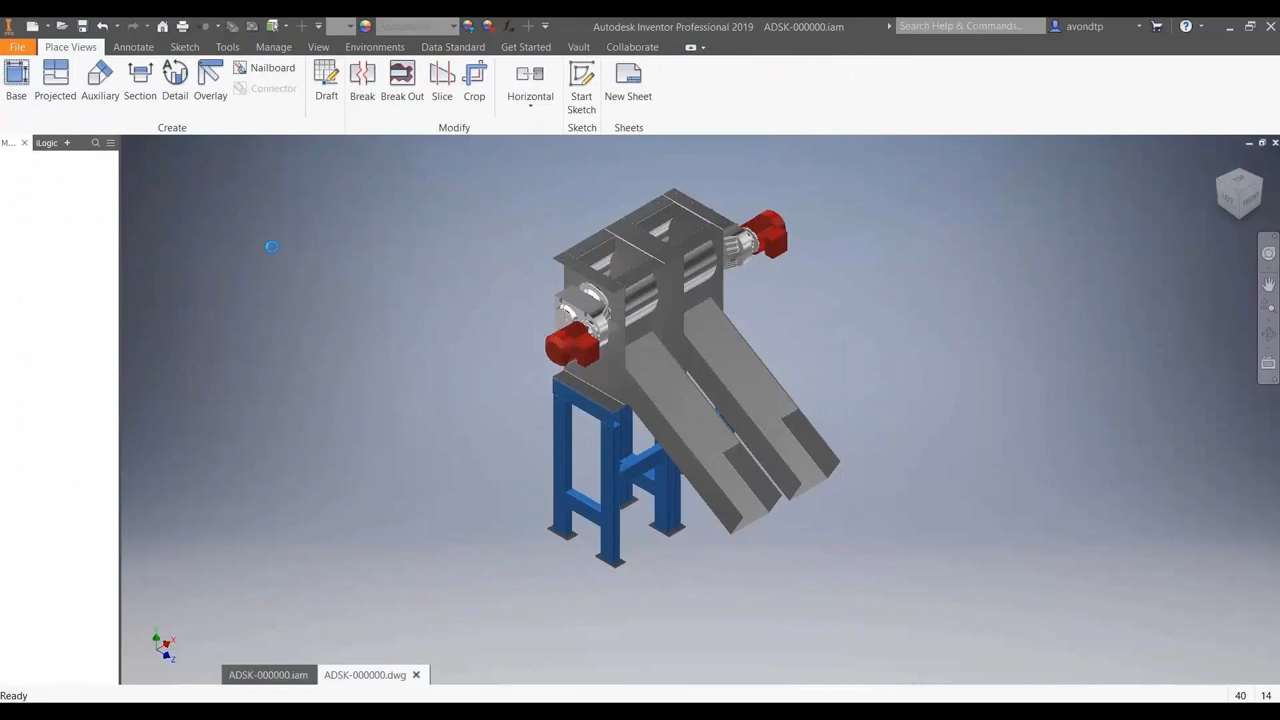 Autodesk Inventor Professional 2019 ADSK-000000.iam
Search Help & Commands...
avondtp
File Place Views Annotate Sketch Tools Manage View Environments Data Standard Get Started Vault Collaborate
Base Projected Auxiliary Section Detail Overlay
Nailboard
Connector
Draft
Break Break Out Slice Crop
Horizontal
Start
Sketch
New Sheet
Create Modify Sketch Sheets
M... iLogic +
LEFT FRONT
Y X Z
ADSK-000000.iam ADSK-000000.dwg
Ready 40 14